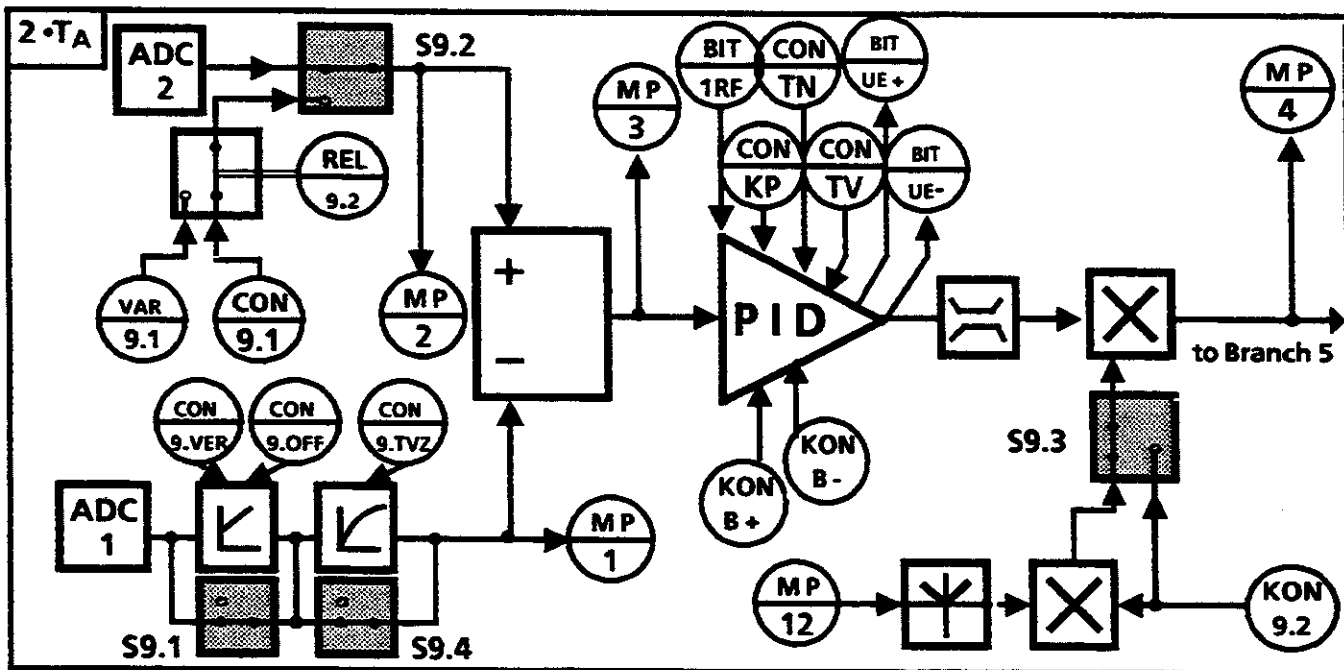 2•TA
ADC
2
S9.2
REL
9.2
VAR
9.1
CON
9.1
MP
2
MP
3
BIT
1RF
CON
TN
BIT
UE+
CON
KP
CON
TV
BIT
UE-
MP
4
+
−
PID
to Branch 5
CON
9.VER
CON
9.OFF
CON
9.TVZ
ADC
1
MP
1
KON
B+
KON
B-
S9.3
S9.1
S9.4
MP
12
KON
9.2